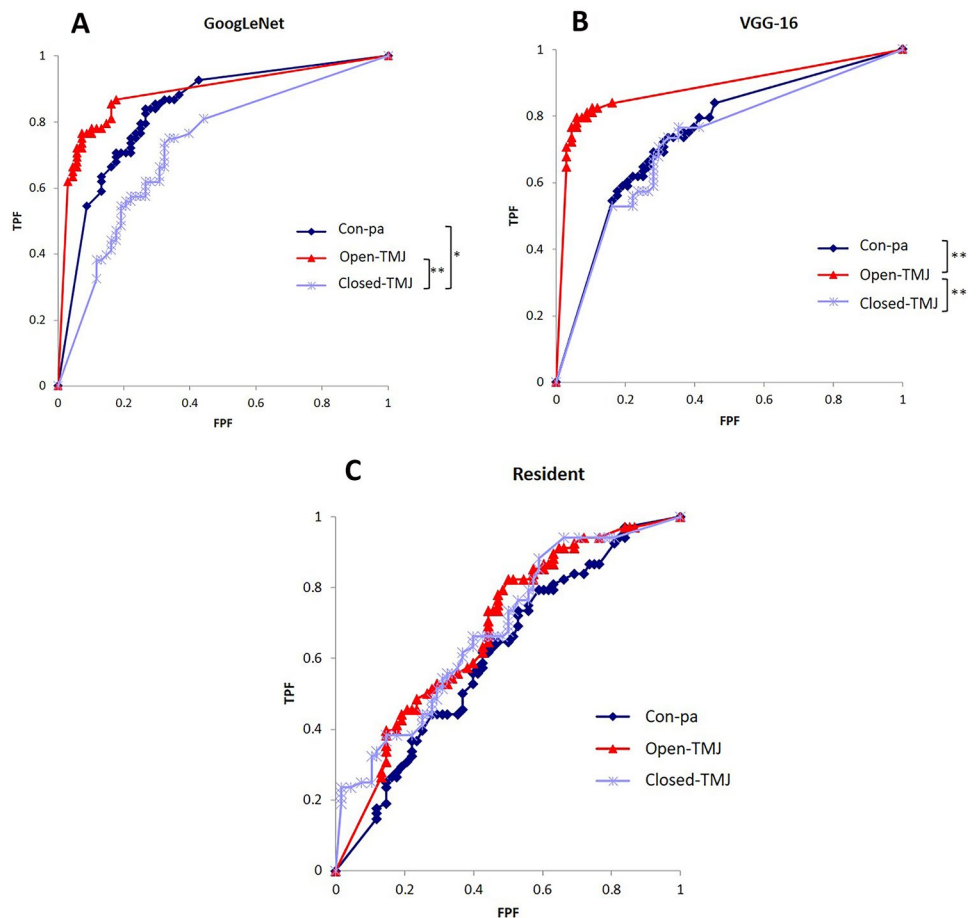 A
GoogLeNet
1
0.8
0.6
0.4
0.2
0
TPF
0
0.2
0.4
0.6
0.8
1
FPF
Con-pa
Open-TMJ
Closed-TMJ
**
*
B
VGG-16
1
0.8
0.6
0.4
0.2
0
TPF
0
0.2
0.4
0.6
0.8
1
FPF
Con-pa
Open-TMJ
Closed-TMJ
**
**
C
Resident
1
0.8
0.6
0.4
0.2
0
TPF
0
0.2
0.4
0.6
0.8
1
FPF
Con-pa
Open-TMJ
Closed-TMJ